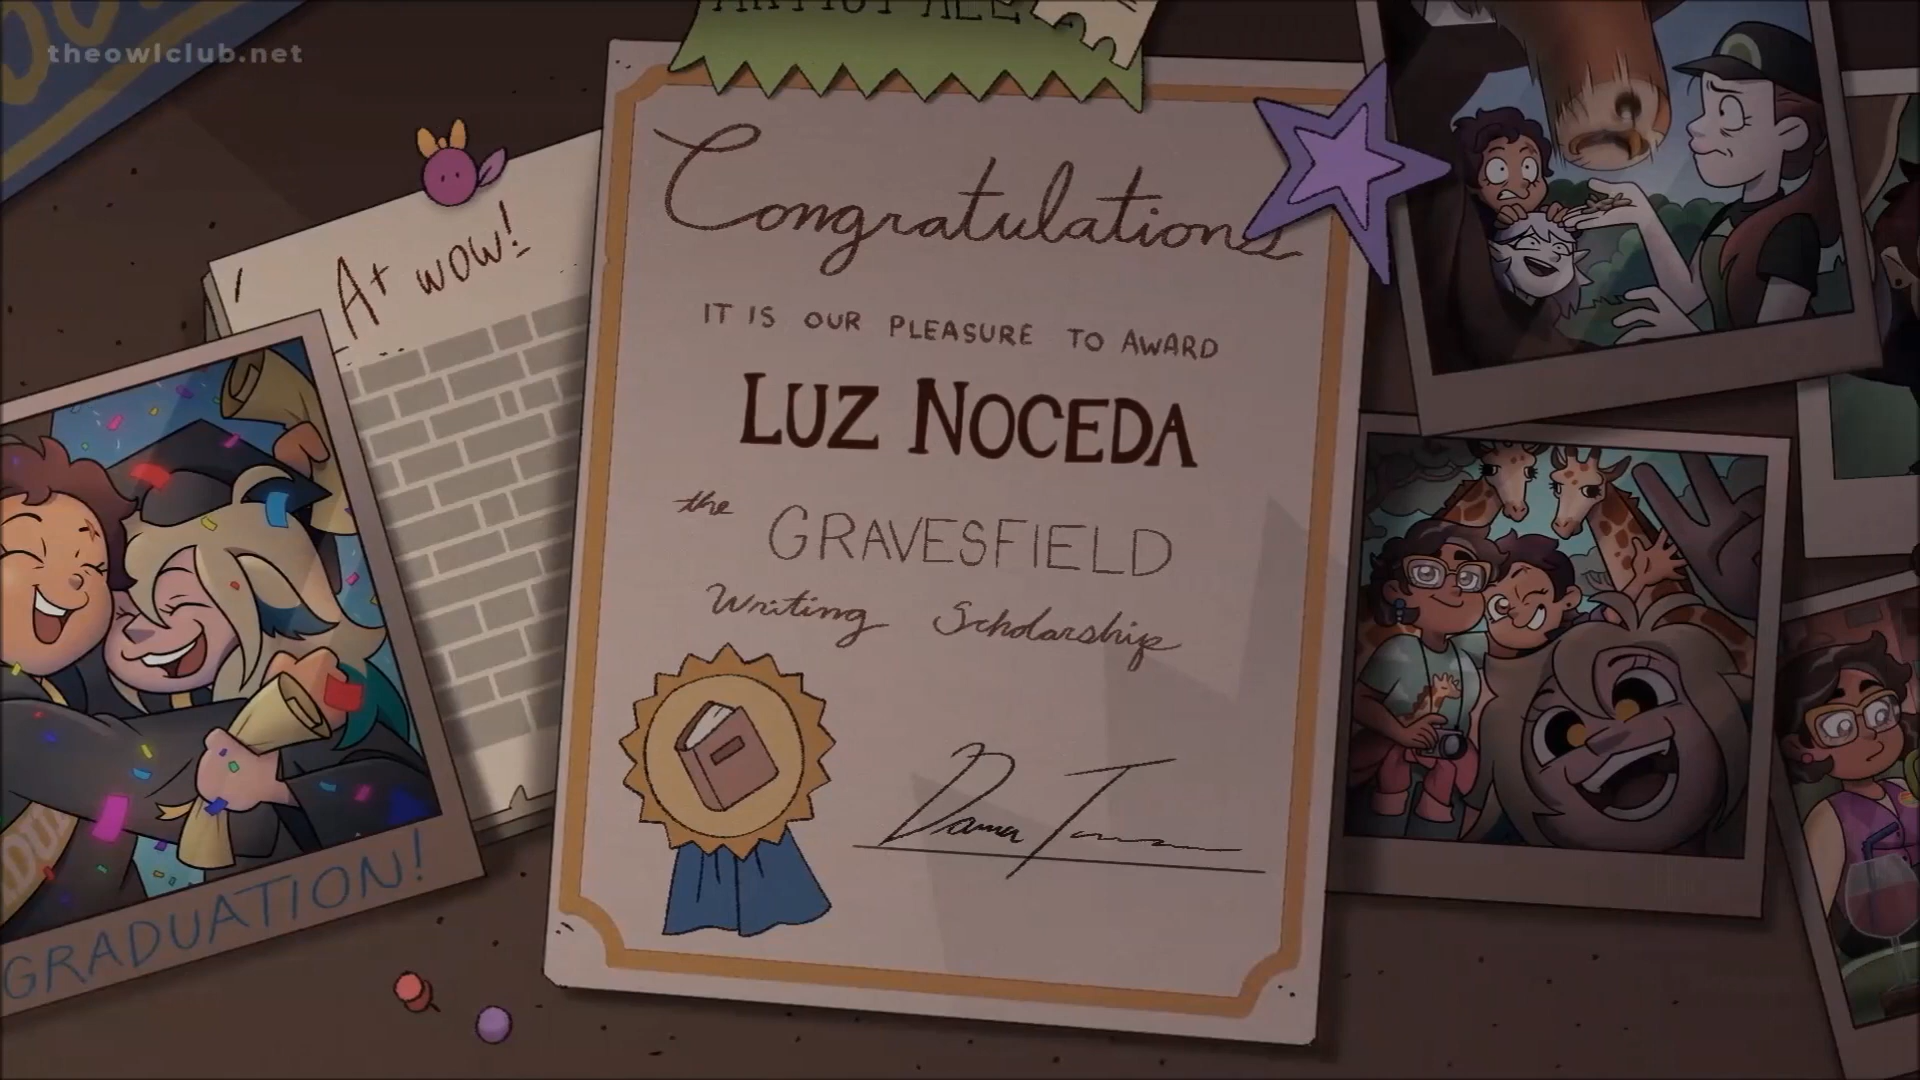 theowlclub.net
A+ WOW!
Congratulations
IT IS OUR PLEASURE TO AWARD
LUZ NOCEDA
the GRAVESFIELD
Writing Scholarship
GRADUATION!